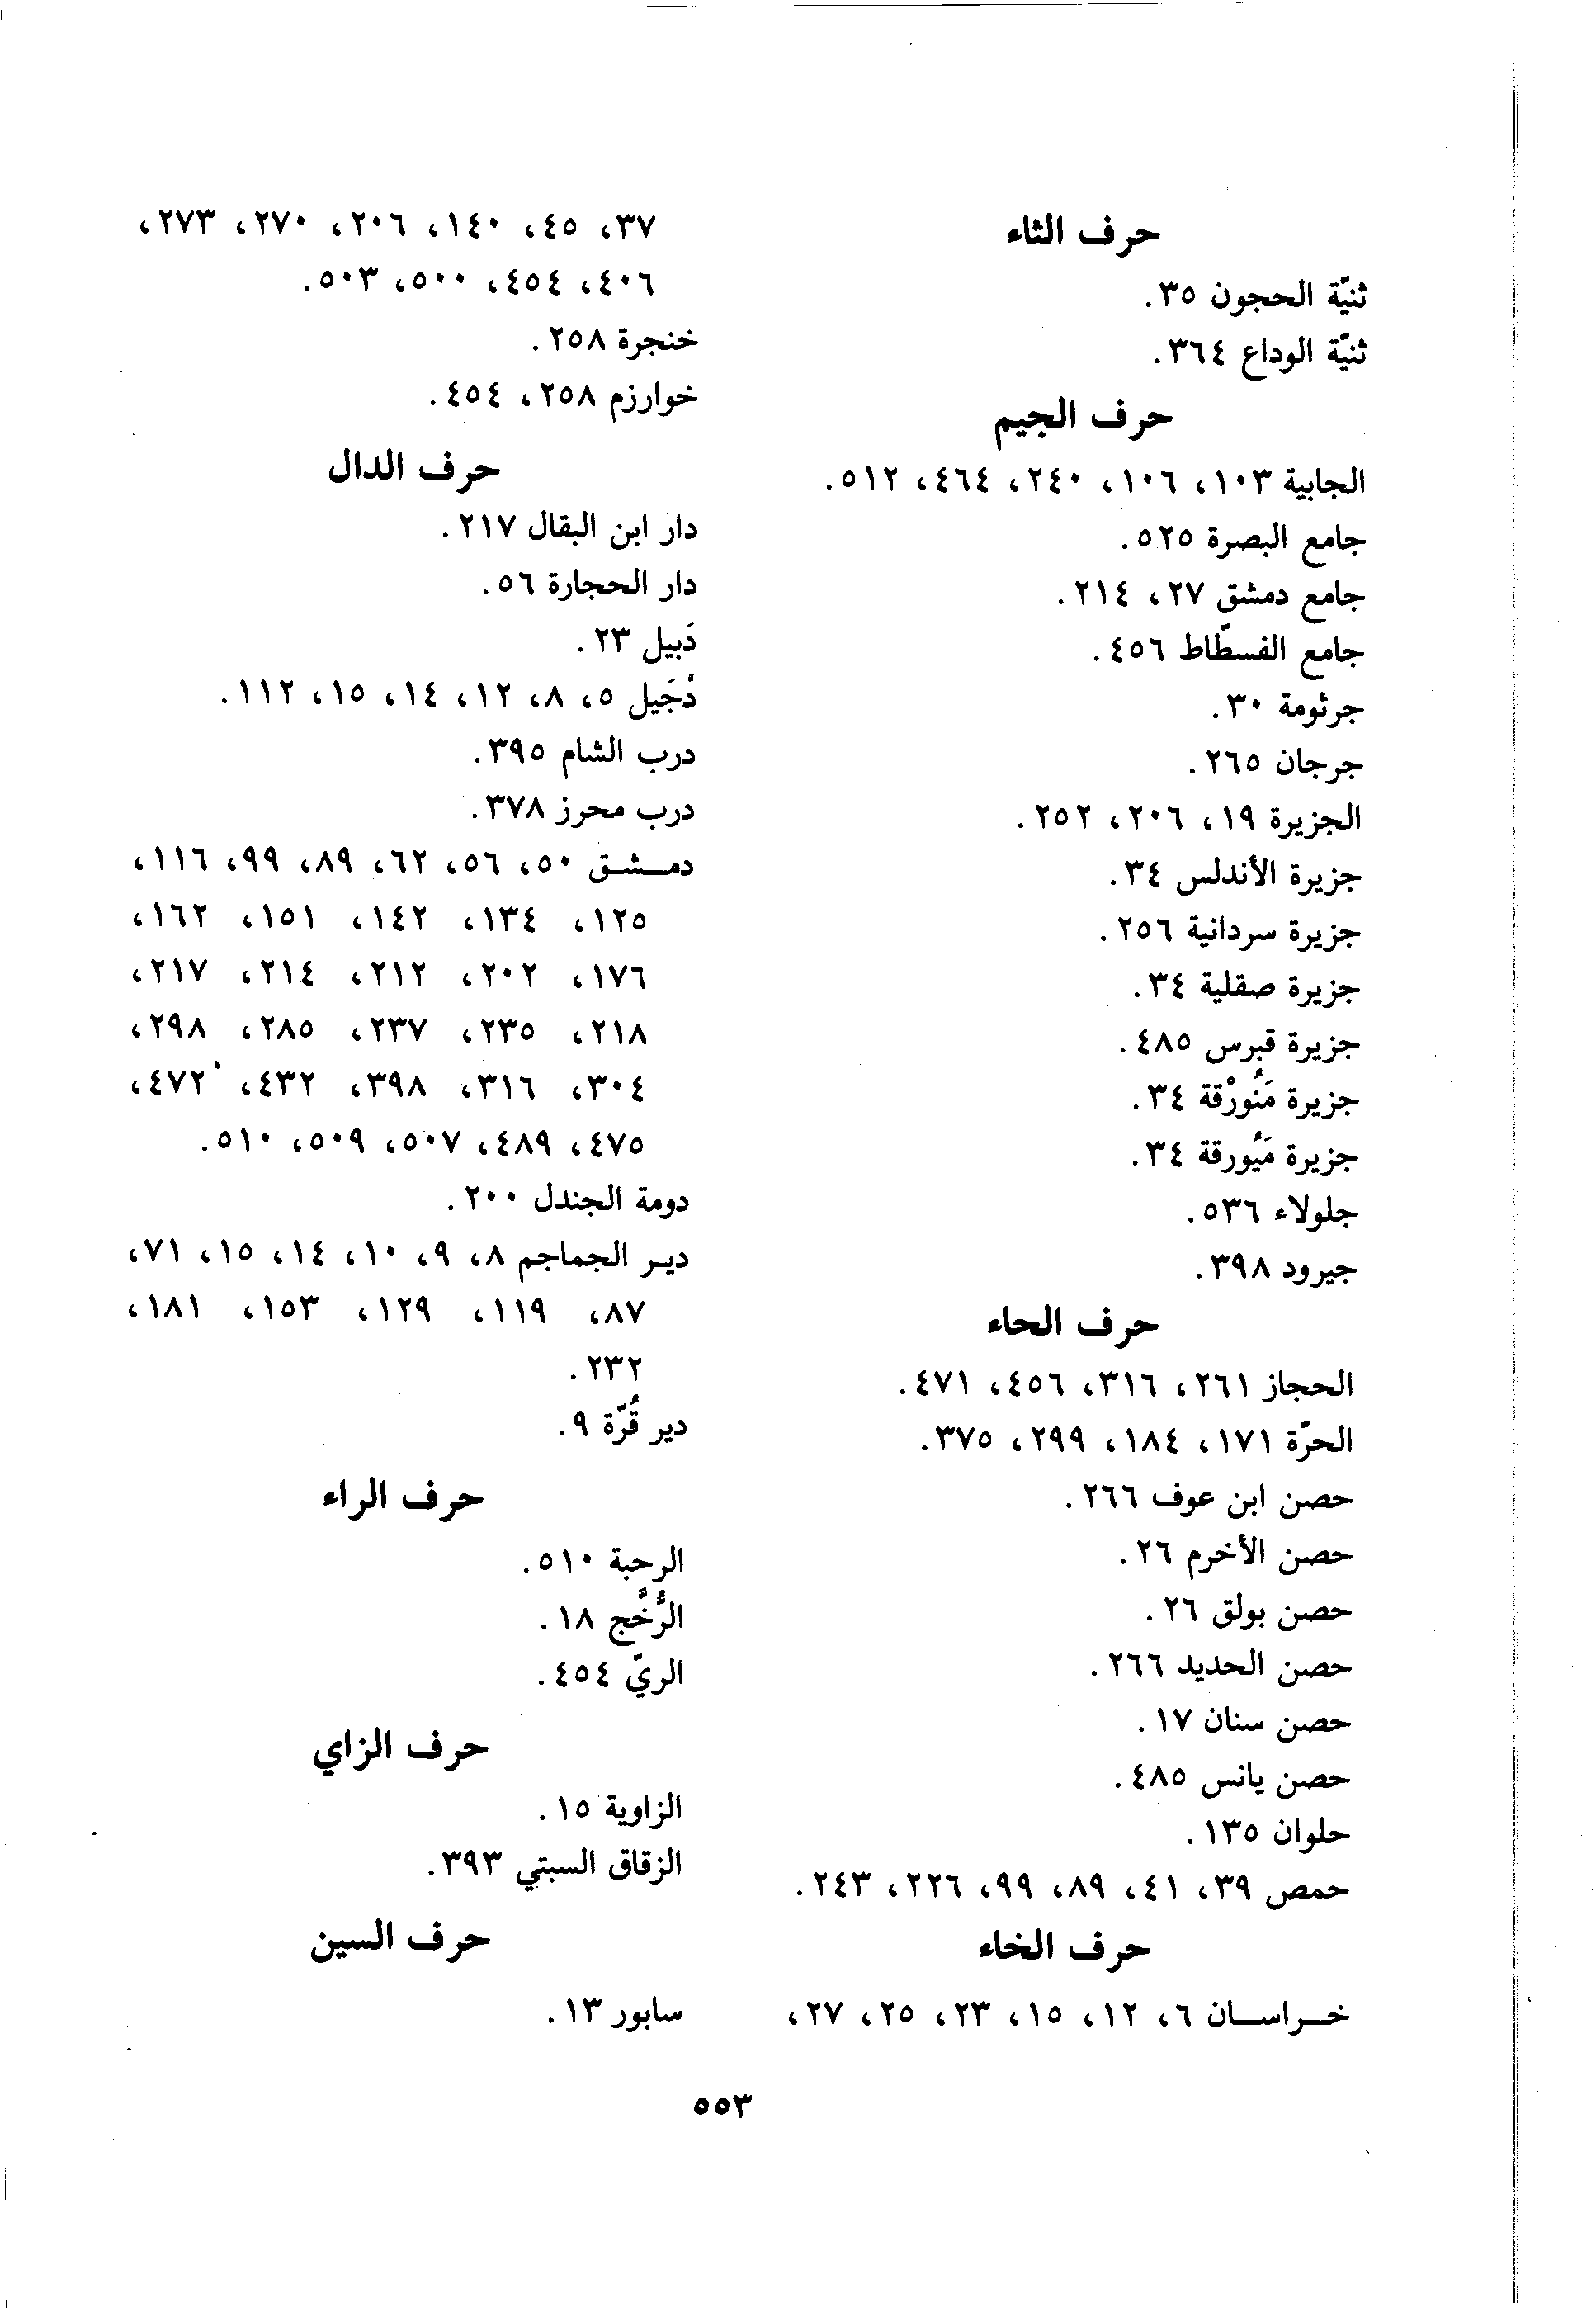 حرف الثاء
ثنيّة الحجون ٣٥.
ثنيّة الوداع ٣٦٤.
حرف الجيم
الجابية ١٠٣، ١٠٦، ٢٤٠، ٤٦٤، ٥١٢.
جامع البصرة ٥٢٥.
جامع دمشق ٢٧، ٢١٤.
جامع الفسطّاط ٤٥٦.
جرثومة ٣٠.
جرجان ٢٦٥.
الجزيرة ١٩، ٢٠٦، ٢٥٢.
جزيرة الأندلس ٣٤.
جزيرة سردانية ٢٥٦.
جزيرة صقلية ٣٤.
جزيرة قبرس ٤٨٥.
جزيرة مَنُورْقة ٣٤.
جزيرة مَيُورقة ٣٤.
جلولاء ٥٣٦.
جيرود ٣٩٨.
حرف الحاء
الحجاز ٢٦١، ٣١٦، ٤٥٦، ٤٧١.
الحرّة ١٧١، ١٨٤، ٢٩٩، ٣٧٥.
حصن ابن عوف ٢٦٦.
حصن الأخرم ٢٦.
حصن بولق ٢٦.
حصن الحديد ٢٦٦.
حصن سنان ١٧.
حصن يانس ٤٨٥.
حلوان ١٣٥.
حمص ٣٩، ٤١، ٨٩، ٩٩، ٢٢٦، ٢٤٣.
حرف الخاء
خـراسـان ٦، ١٢، ١٥، ٢٣، ٢٥، ٢٧،
٣٧، ٤٥، ١٤٠، ٢٠٦، ٢٧٠، ٢٧٣،
٤٠٦، ٤٥٤، ٥٠٠، ٥٠٣.
خنجرة ٢٥٨.
خوارزم ٢٥٨، ٤٥٤.
حرف الدال
دار ابن البقال ٢١٧.
دار الحجارة ٥٦.
دَبيل ٢٣.
دُجَيل ٥، ٨، ١٢، ١٤، ١٥، ١١٢.
درب الشام ٣٩٥.
درب محرز ٣٧٨.
دمـشـق ٥٠، ٥٦، ٦٢، ٨٩، ٩٩، ١١٦،
١٢٥، ١٣٤، ١٤٢، ١٥١، ١٦٢،
١٧٦، ٢٠٢، ٢١٢، ٢١٤، ٢١٧،
٢١٨، ٢٣٥، ٢٣٧، ٢٨٥، ٢٩٨،
٣٠٤، ٣١٦، ٣٩٨، ٤٣٢، ٤٧٢،
٤٧٥، ٤٨٩، ٥٠٧، ٥٠٩، ٥١٠.
دومة الجندل ٢٠٠.
ديـر الجماجم ٨، ٩، ١٠، ١٤، ١٥، ٧١،
٨٧، ١١٩، ١٢٩، ١٥٣، ١٨١،
٢٣٢.
دير قُرّة ٩.
حرف الراء
الرحبة ٥١٠.
الرُّخَّج ١٨.
الريّ ٤٥٤.
حرف الزاي
الزاوية ١٥.
الزقاق السبتي ٣٩٣.
حرف السين
سابور ١٣.
٥٥٣